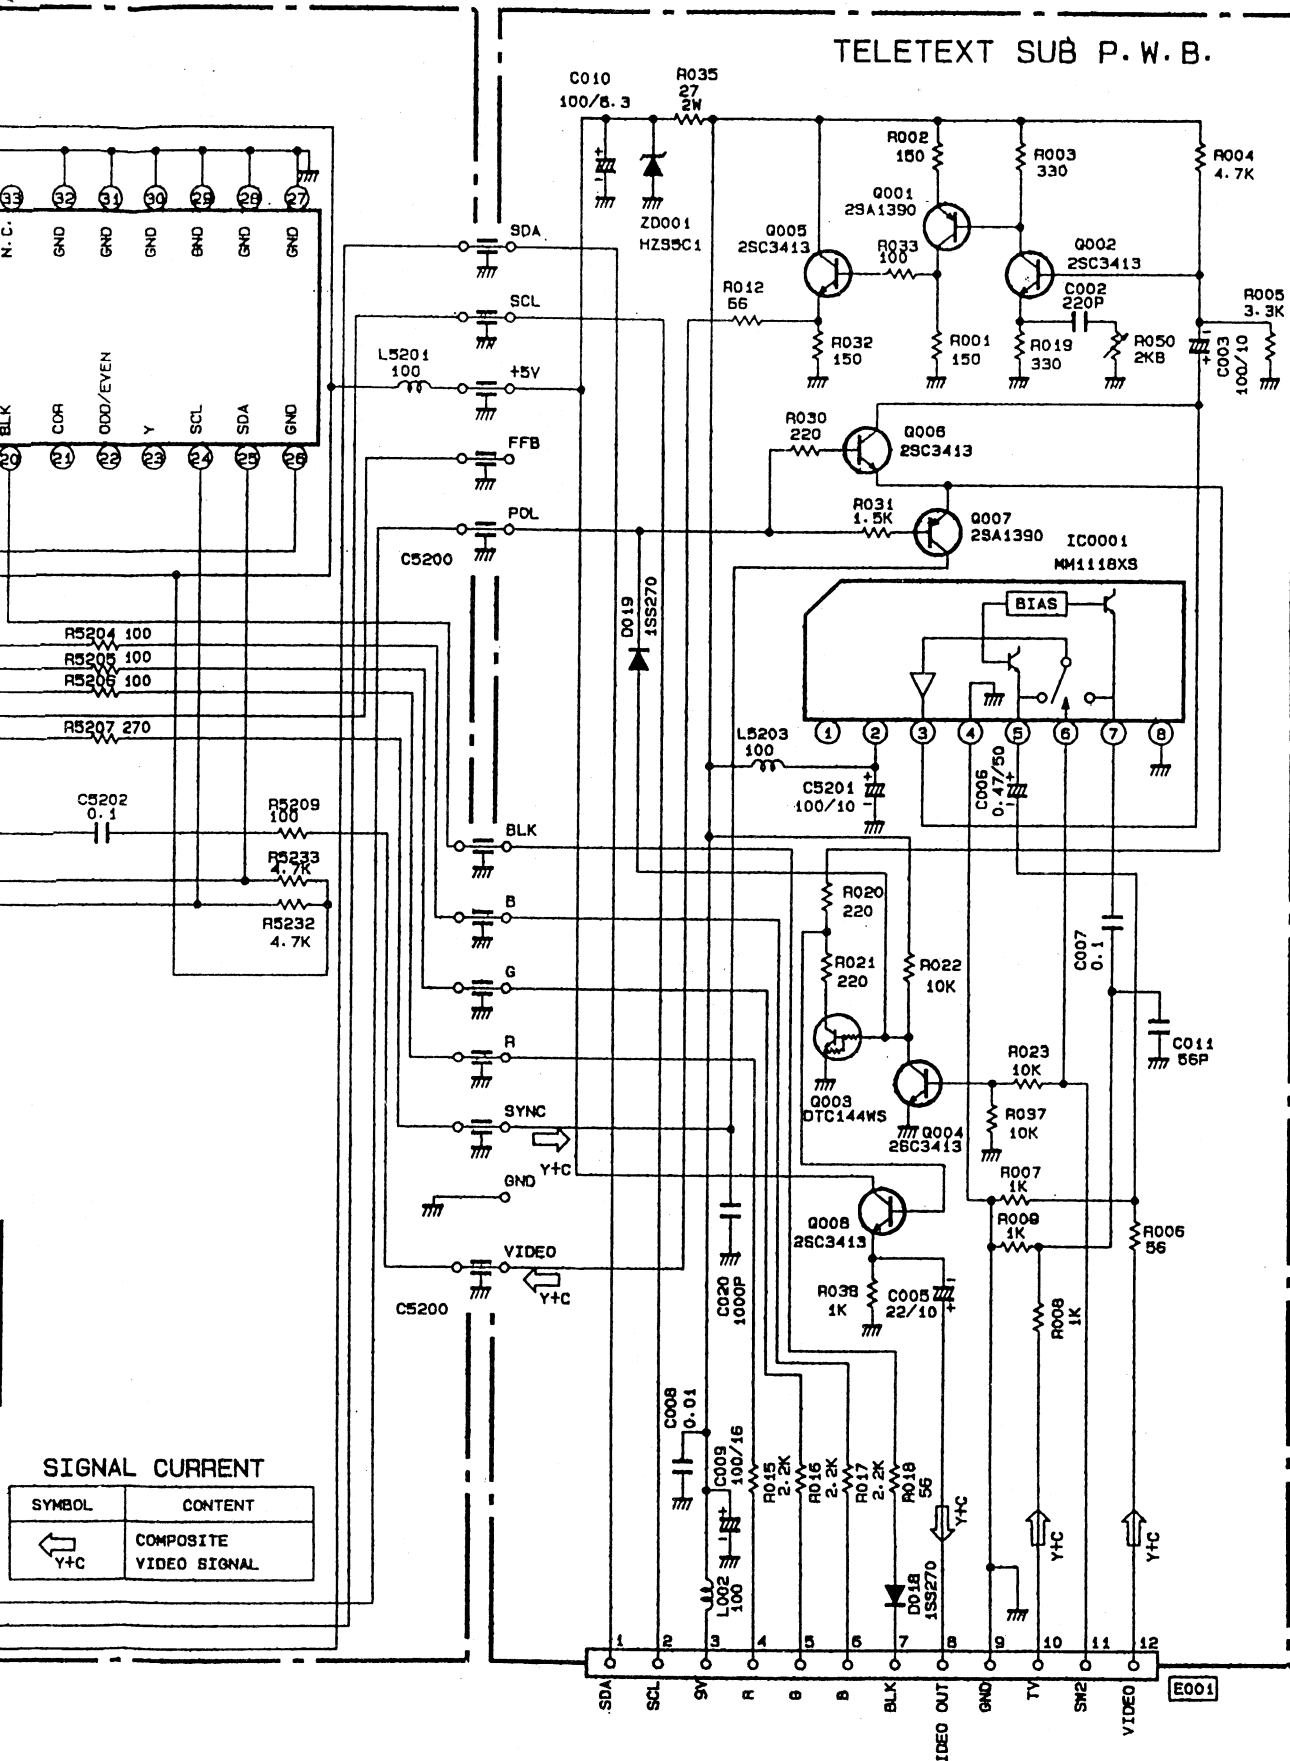 TELETEXT SUB P.W.B.
C010
100/6.3
R035
27
2W
R002
150
R003
330
R004
4.7K
ZD001
HZS5C1
Q001
2SA1390
Q005
2SC3413
R033
100
Q002
2SC3413
C002
220P
R005
3.3K
R012
56
R032
150
R001
150
R019
330
R050
2KB
C003
100/10
33
32
31
30
29
28
27
N.C.
GND
GND
GND
GND
GND
GND
BLK
COR
ODD/EVEN
Y
SCL
SDA
GND
20
21
22
23
24
25
26
SDA
SCL
L5201
100
+5V
FFB
PDL
C5200
R030
220
Q006
2SC3413
R031
1.5K
Q007
2SA1390
IC0001
MM1118XS
BIAS
D019
1SS270
1
2
3
4
5
6
7
8
R5204 100
R5205 100
R5206 100
R5207 270
L5203
100
C5201
100/10
C006
0.47/50
C5202
0.1
R5209
100
R5233
4.7K
R5232
4.7K
BLK
B
G
R
SYNC
Y+C
GND
VIDEO
Y+C
C5200
R020
220
R021
220
R022
10K
C007
0.1
C011
56P
Q003
DTC144WS
Q004
2SC3413
R023
10K
R037
10K
R007
1K
R009
1K
R006
56
Q008
2SC3413
R038
1K
C005
22/10
R008
1K
C020
1000P
C008
0.01
C009
100/16
R015
2.2K
R016
2.2K
R017
2.2K
R018
56
Y+C
Y+C
Y+C
L002
100
D018
1SS270
SIGNAL CURRENT
SYMBOL
CONTENT
Y+C
COMPOSITE
VIDEO SIGNAL
1
2
3
4
5
6
7
8
9
10
11
12
SDA
SCL
9V
R
G
B
BLK
IDEO OUT
GND
TV
SW2
VIDEO
E001